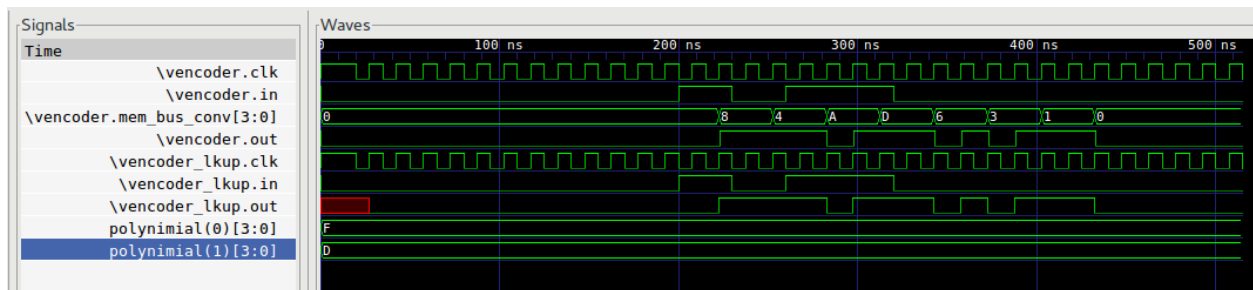 Signals
Waves
Time
0 100 ns 200 ns 300 ns 400 ns 500 ns
\vencoder.clk
\vencoder.in
\vencoder.mem_bus_conv[3:0] 0 8 4 A D 6 3 1 0
\vencoder.out
\vencoder_lkup.clk
\vencoder_lkup.in
\vencoder_lkup.out
polynimial(0)[3:0] F
polynimial(1)[3:0] D